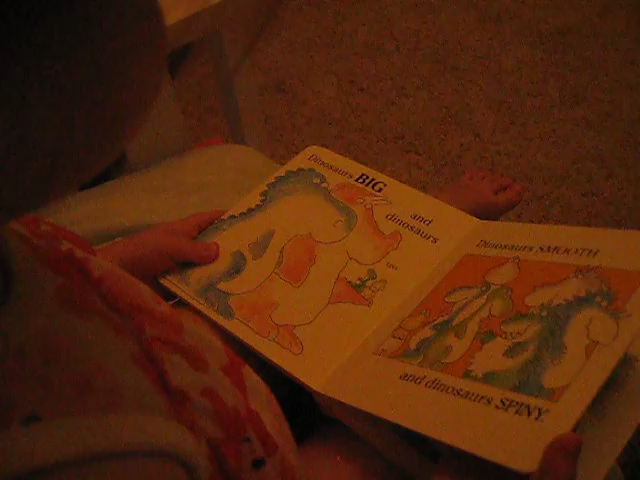 Dinosaurs BIG
and
dinosaurs
Dinosaurs SMOOTH
and dinosaurs SPINY.